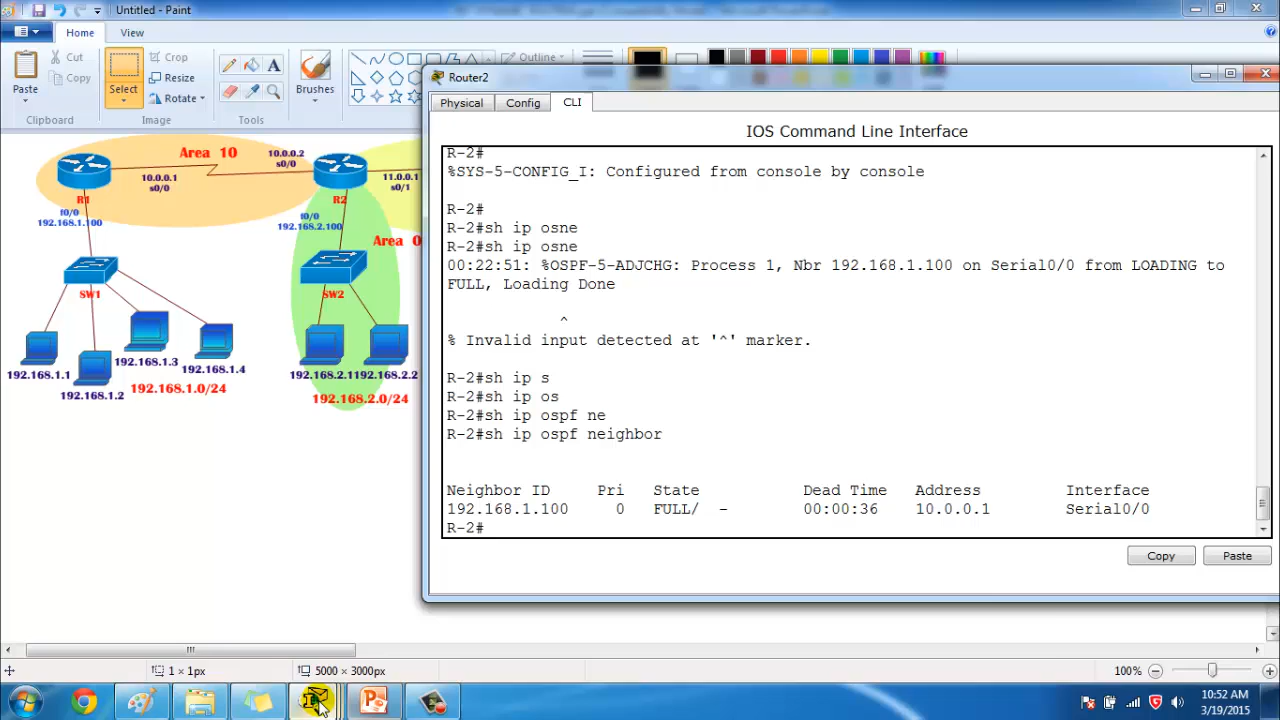 Untitled - Paint
Home
View
Paste
Cut
Copy
Clipboard
Select
Crop
Resize
Rotate
Image
Tools
Brushes
Outline
Router2
Physical
Config
CLI
IOS Command Line Interface
R-2#
%SYS-5-CONFIG_I: Configured from console by console
R-2#
R-2#sh ip osne
R-2#sh ip osne
00:22:51: %OSPF-5-ADJCHG: Process 1, Nbr 192.168.1.100 on Serial0/0 from LOADING to
FULL, Loading Done
^
% Invalid input detected at '^' marker.
R-2#sh ip s
R-2#sh ip os
R-2#sh ip ospf ne
R-2#sh ip ospf neighbor
Neighbor ID Pri State Dead Time Address Interface
192.168.1.100 0 FULL/ - 00:00:36 10.0.0.1 Serial0/0
R-2#
Copy
Paste
Area 10
10.0.0.2
s0/0
10.0.0.1
s0/0
11.0.0.1
s0/1
R1
R2
f0/0
192.168.1.100
f0/0
192.168.2.100
Area 0
SW1
SW2
192.168.1.1
192.168.1.2
192.168.1.3
192.168.1.4
192.168.1.0/24
192.168.2.1
192.168.2.2
192.168.2.0/24
1 × 1px
5000 × 3000px
100%
10:52 AM
3/19/2015